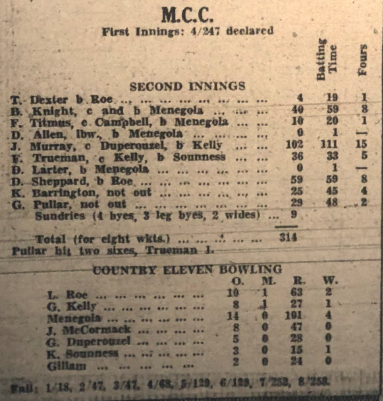 M.C.C.
First Innings: 4/247 declared
Batting Time Fours
SECOND INNINGS
T. Dexter b Roe ... ... ... ... ... ... 4 19 1
B. Knight, c and b Menegola ... ... ... 40 59 8
F. Titmus, c Campbell, b Menegola ... ... 10 20 1
D. Allen, lbw., b Menegola ... ... ... 0 1 —
J. Murray, c Duperouzel, b Kelly ... ... 102 111 15
F. Trueman, c Kelly, b Sounness ... ... 36 33 5
D. Larter, b Menegola ... ... ... ... 0 1 —
D. Sheppard, b Roe ... ... ... ... ... 59 59 8
K. Barrington, not out ... ... ... ... 25 45 4
G. Pullar, not out ... ... ... ... ... 29 48 2
Sundries (4 byes, 3 leg byes, 2 wides) ... 9
Total (for eight wkts.) ... ... ... ... 314
Pullar hit two sixes, Trueman 1.
COUNTRY ELEVEN BOWLING
O. M. R. W.
L. Roe ... ... ... ... 10 1 63 2
G. Kelly ... ... ... ... 8 1 27 1
Menegola ... ... ... ... 14 0 101 4
J. McCormack ... ... ... 8 0 47 0
G. Duperouzel ... ... ... 5 0 28 0
K. Sounness ... ... ... 3 0 15 1
Gillam ... ... ... ... 2 0 24 0
Fall: 1/18, 2/47, 3/47, 4/68, 5/129, 6/189, 7/253, 8/258.